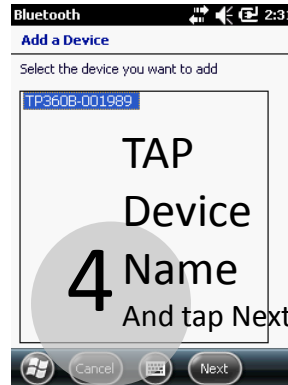 Bluetooth 2:31
Add a Device
Select the device you want to add
TP360B-001989
TAP
Device
4 Name
And tap Next
Cancel Next